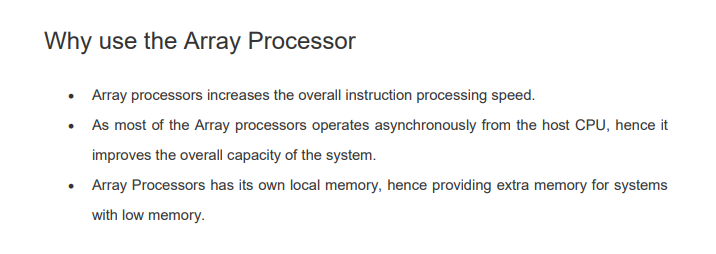 Why use the Array Processor
• Array processors increases the overall instruction processing speed.
• As most of the Array processors operates asynchronously from the host CPU, hence it
improves the overall capacity of the system.
• Array Processors has its own local memory, hence providing extra memory for systems
with low memory.